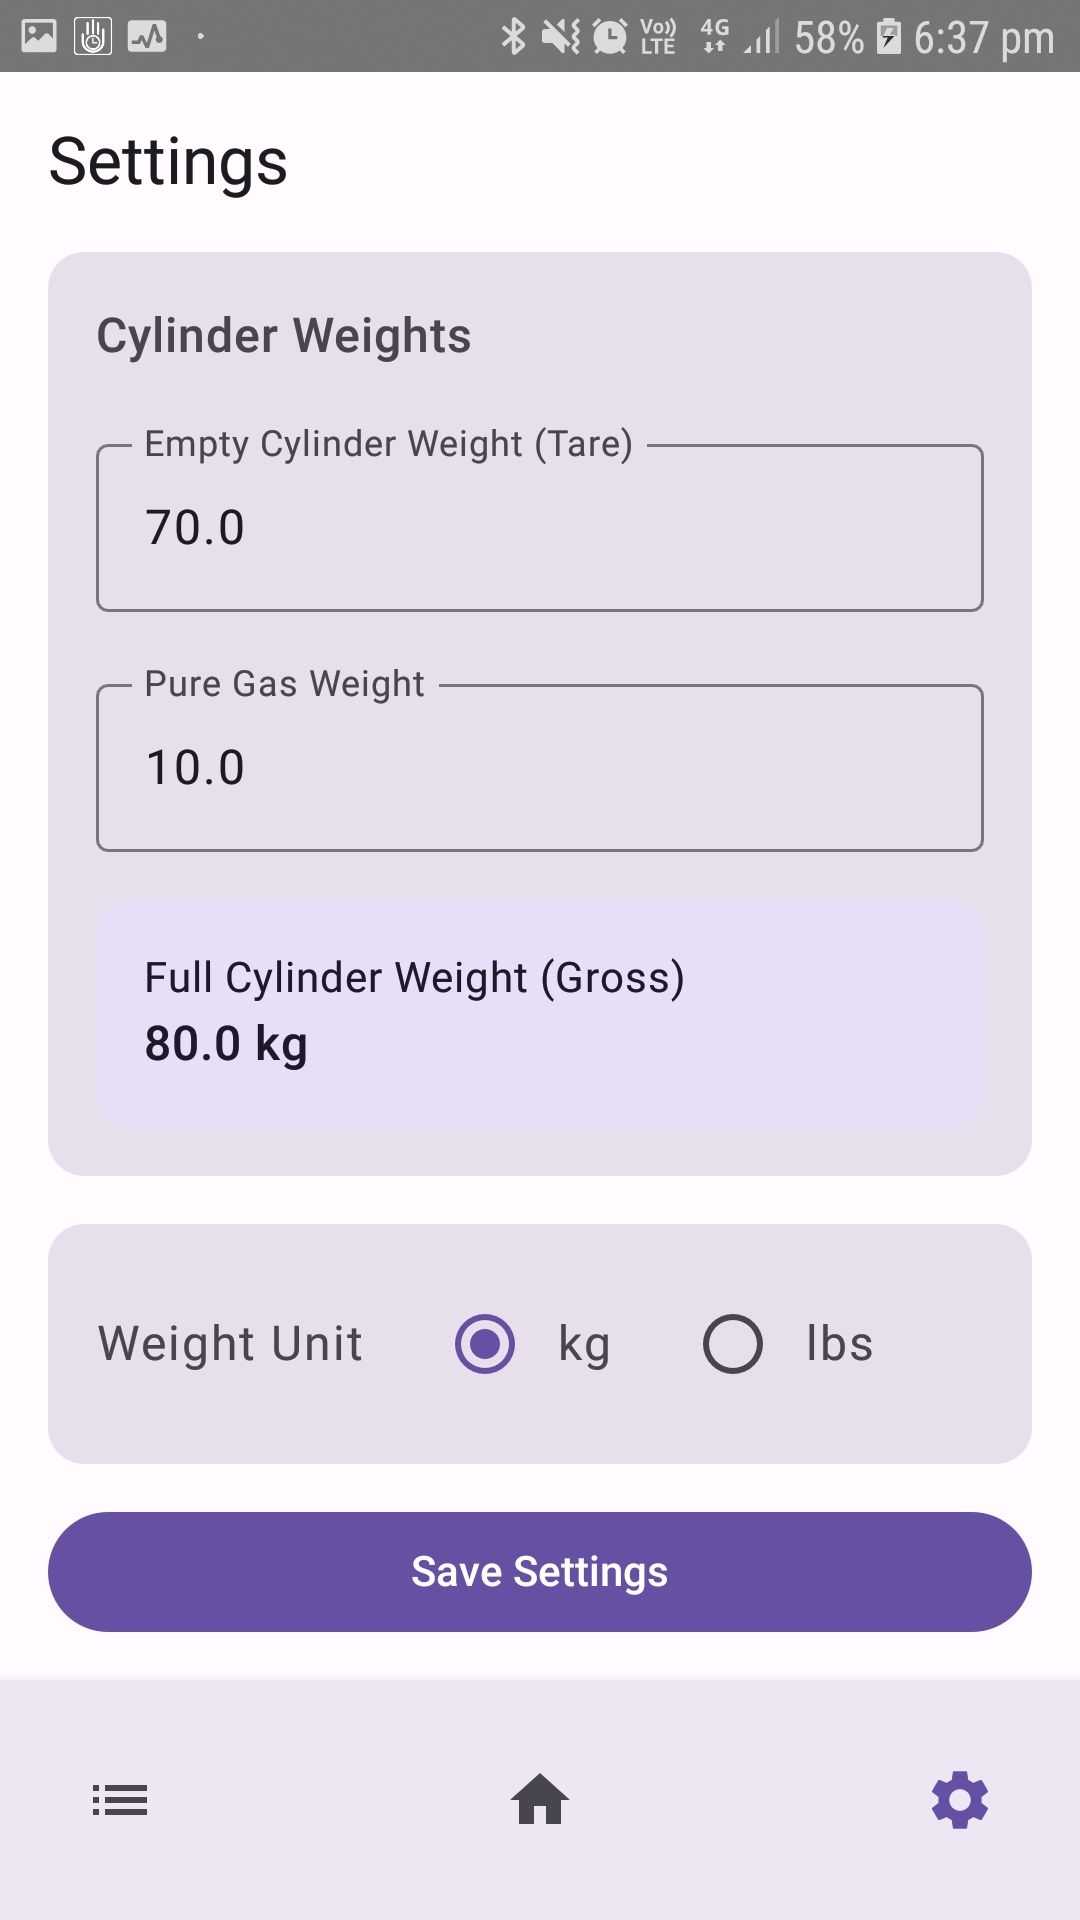 Vo)) LTE 4G 58% 6:37 pm
Settings
Cylinder Weights
Empty Cylinder Weight (Tare)
70.0
Pure Gas Weight
10.0
Full Cylinder Weight (Gross)
80.0 kg
Weight Unit kg lbs
Save Settings